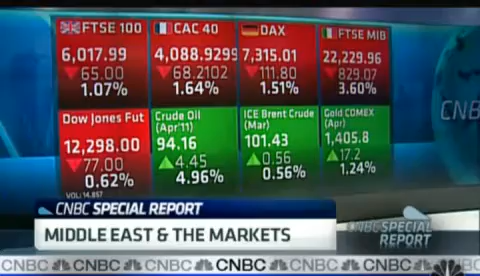 FTSE 100
6,017.99
65.00
1.07%
CAC 40
4,088.9299
68.2102
1.64%
DAX
7,315.01
111.80
1.51%
FTSE MIB
22,229.96
829.07
3.60%
Dow Jones Fut
12,298.00
77.00
0.62%
VOL: 14,857
Crude Oil
(Apr'11)
94.16
4.45
4.96%
ICE Brent Crude
(Mar)
101.43
0.56
0.56%
Gold COMEX
(Apr)
1,405.8
17.2
1.24%
CNBC
CNBC SPECIAL REPORT
MIDDLE EAST & THE MARKETS
CNBC SPECIAL
REPORT
CNBC CNBC CNBC CNBC CNBC CNBC CNBC CNBC